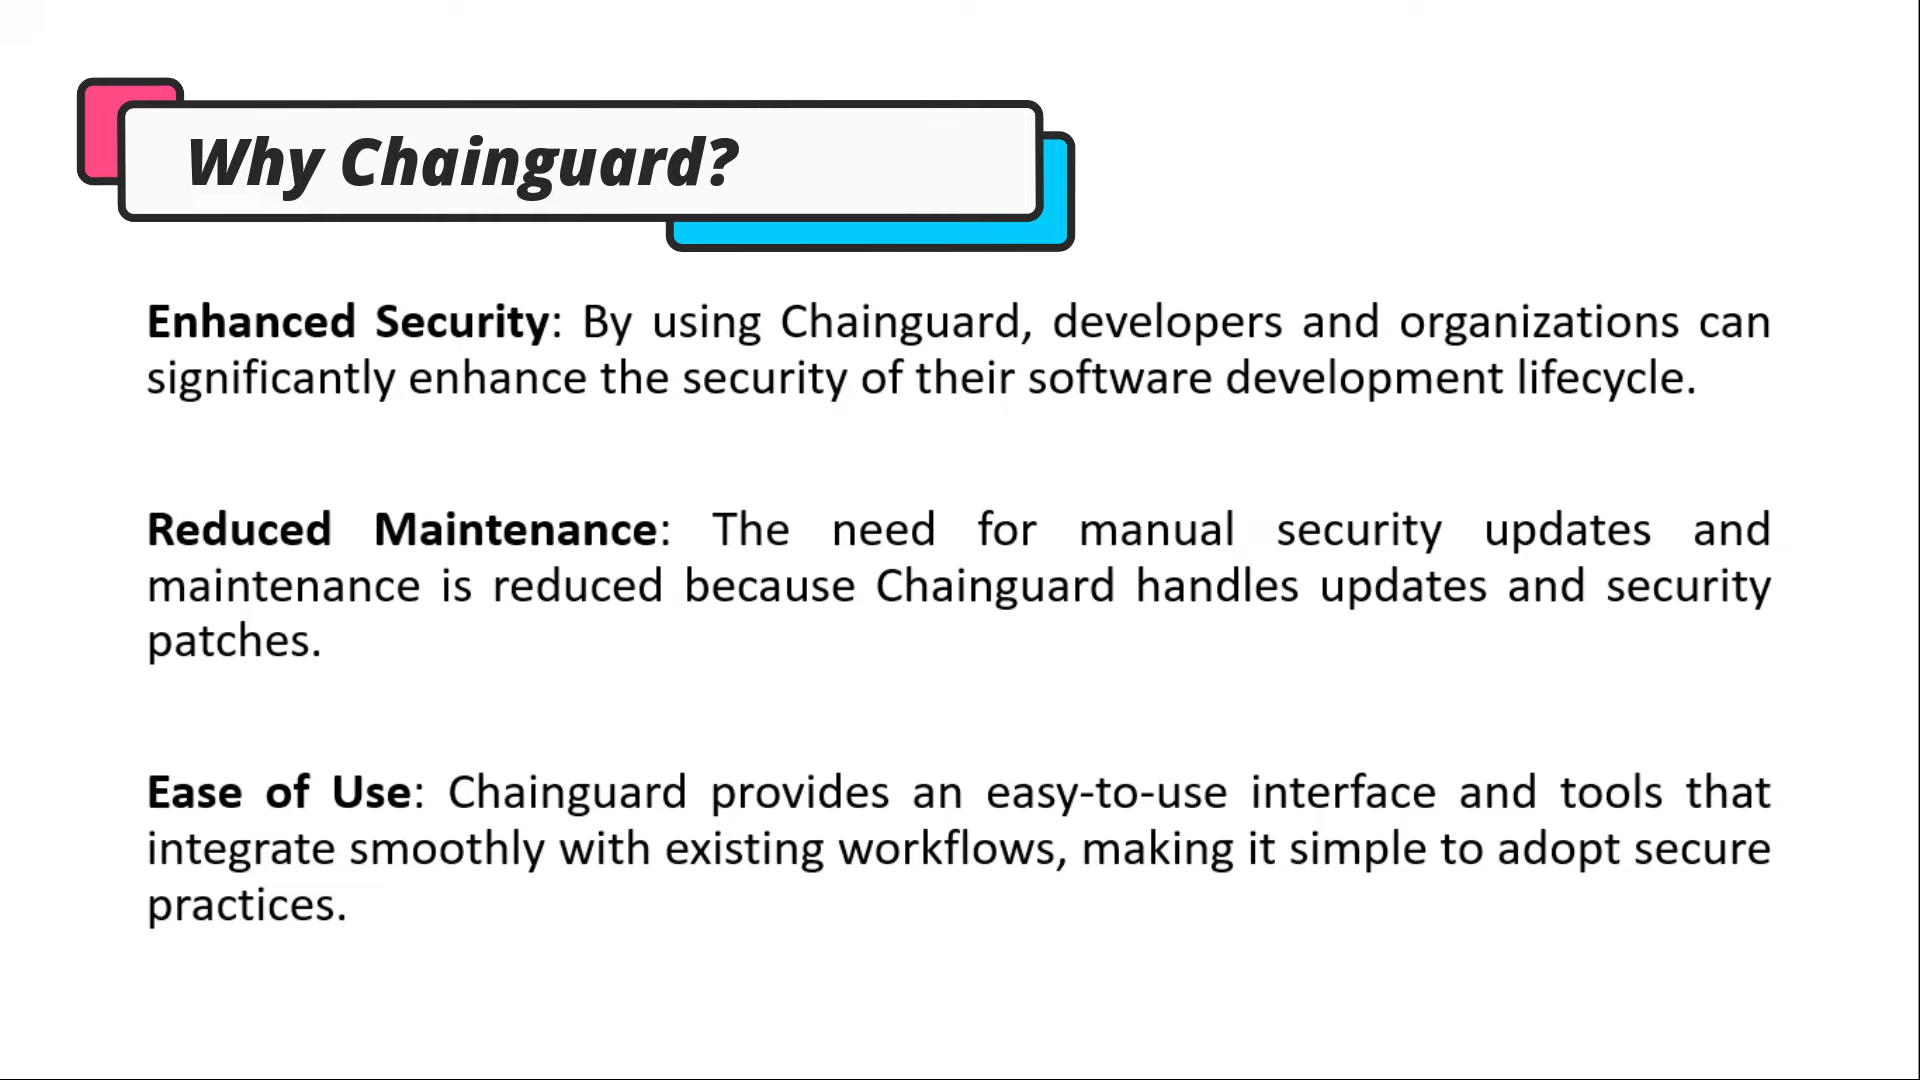 Why Chainguard?
Enhanced Security: By using Chainguard, developers and organizations can
significantly enhance the security of their software development lifecycle.
Reduced Maintenance: The need for manual security updates and
maintenance is reduced because Chainguard handles updates and security
patches.
Ease of Use: Chainguard provides an easy-to-use interface and tools that
integrate smoothly with existing workflows, making it simple to adopt secure
practices.